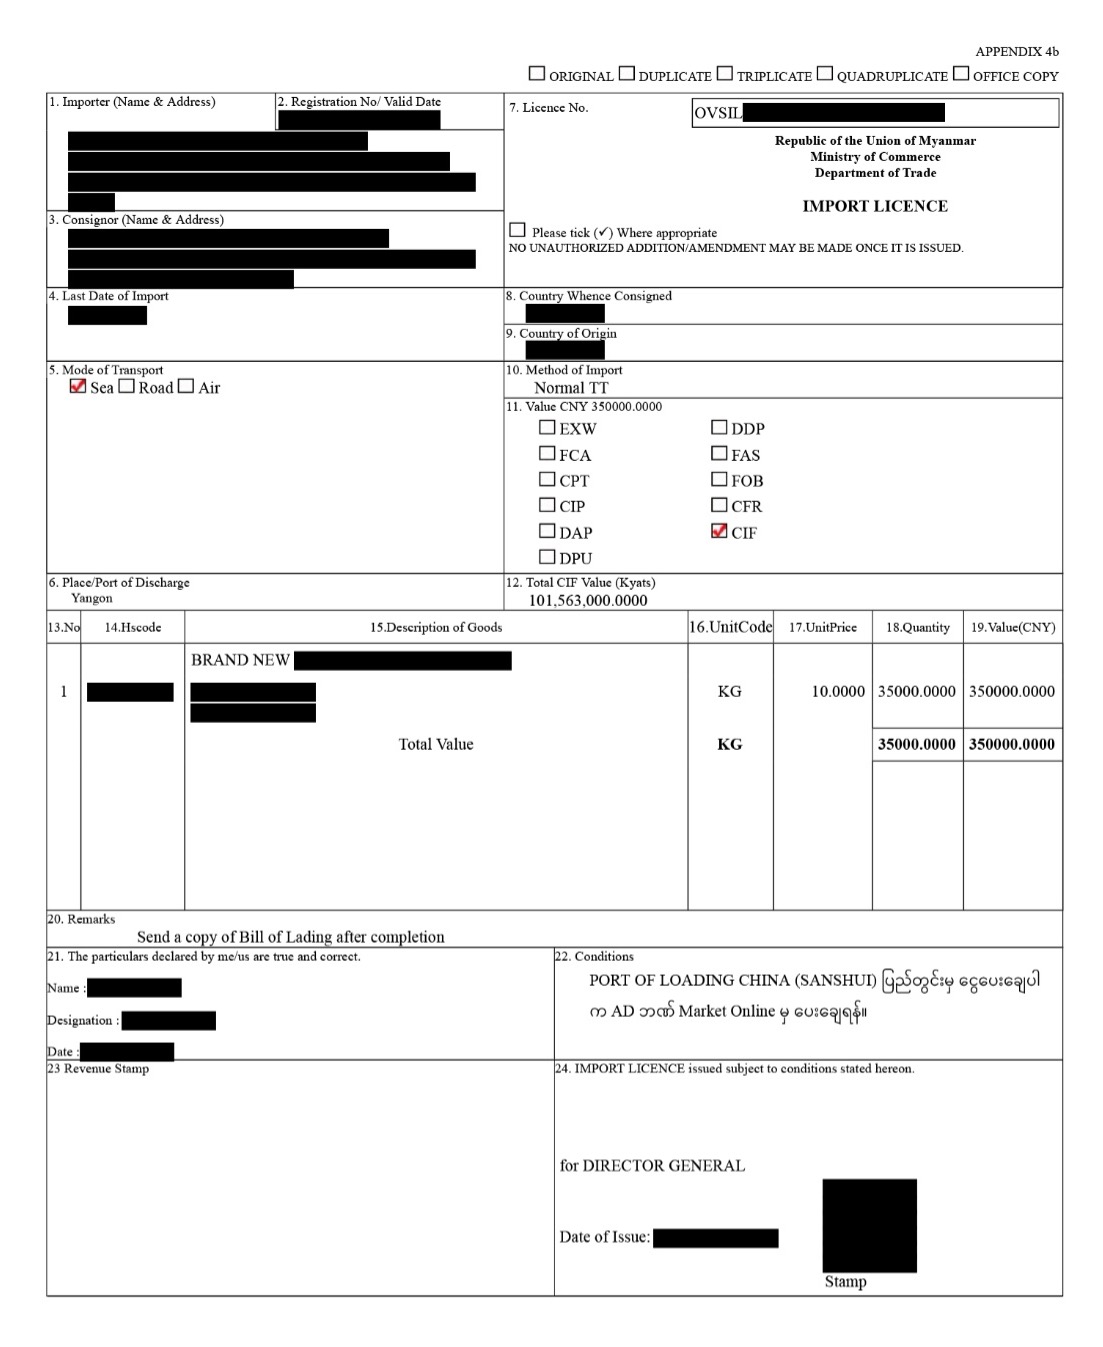 APPENDIX 4b
ORIGINAL DUPLICATE TRIPLICATE QUADRUPLICATE OFFICE COPY
1. Importer (Name & Address)
2. Registration No/ Valid Date
3. Consignor (Name & Address)
4. Last Date of Import
5. Mode of Transport
Sea Road Air
6. Place/Port of Discharge
Yangon
7. Licence No.
OVSIL
Republic of the Union of Myanmar
Ministry of Commerce
Department of Trade
IMPORT LICENCE
Please tick (✓) Where appropriate
NO UNAUTHORIZED ADDITION/AMENDMENT MAY BE MADE ONCE IT IS ISSUED.
8. Country Whence Consigned
9. Country of Origin
10. Method of Import
Normal TT
11. Value CNY 350000.0000
EXW DDP
FCA FAS
CPT FOB
CIP CFR
DAP CIF
DPU
12. Total CIF Value (Kyats)
101,563,000.0000
13.No 14.Hscode 15.Description of Goods 16.UnitCode 17.UnitPrice 18.Quantity 19.Value(CNY)
BRAND NEW
1 KG 10.0000 35000.0000 350000.0000
Total Value KG 35000.0000 350000.0000
20. Remarks
Send a copy of Bill of Lading after completion
21. The particulars declared by me/us are true and correct.
Name :
Designation :
Date :
22. Conditions
PORT OF LOADING CHINA (SANSHUI) ပြည်တွင်းမှ ငွေပေးချေပါ
က AD ဘဏ် Market Online မှ ပေးချေရန်။
23 Revenue Stamp
24. IMPORT LICENCE issued subject to conditions stated hereon.
for DIRECTOR GENERAL
Date of Issue:
Stamp